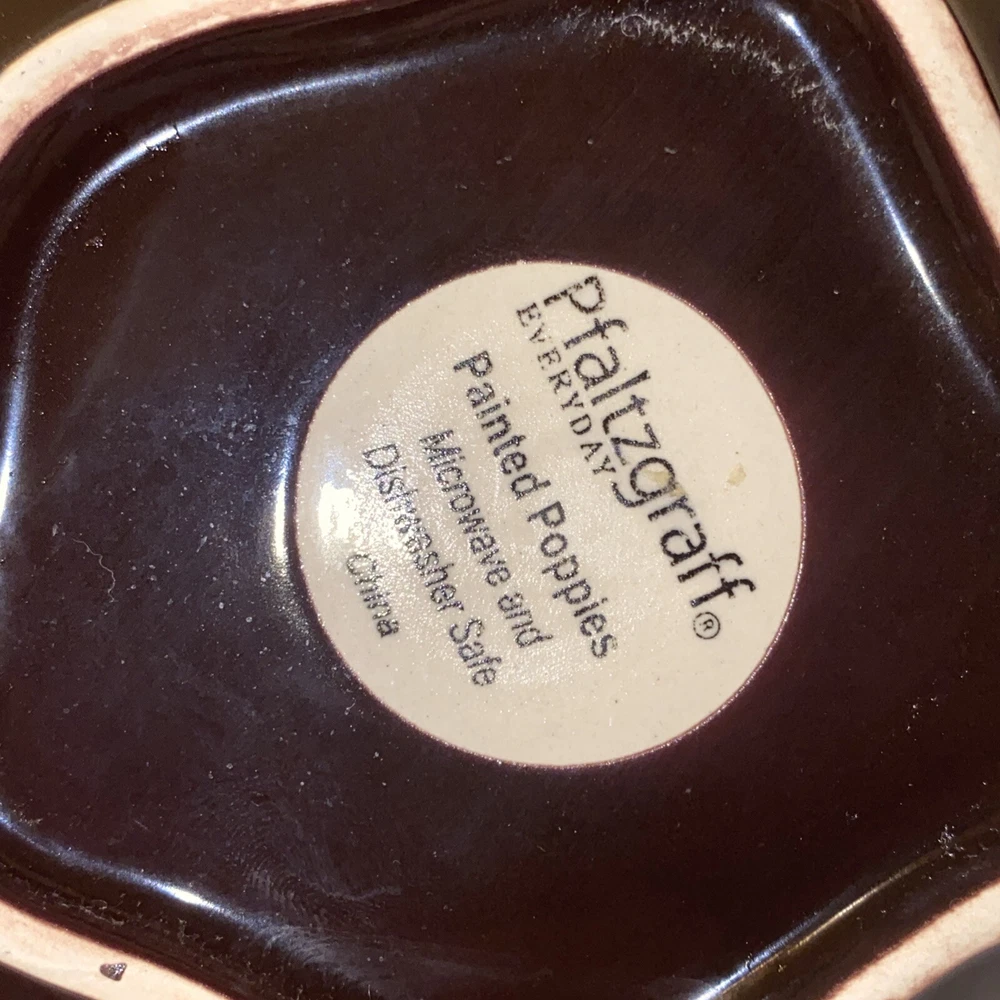 Pfaltzgraff®
EVERYDAY
Painted Poppies
Microwave and
Dishwasher Safe
China